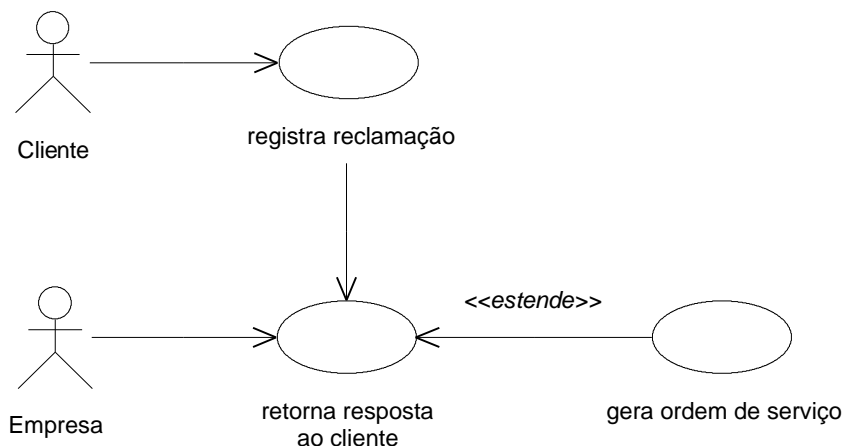 Cliente
registra reclamação
<<estende>>
Empresa
retorna resposta
ao cliente
gera ordem de serviço